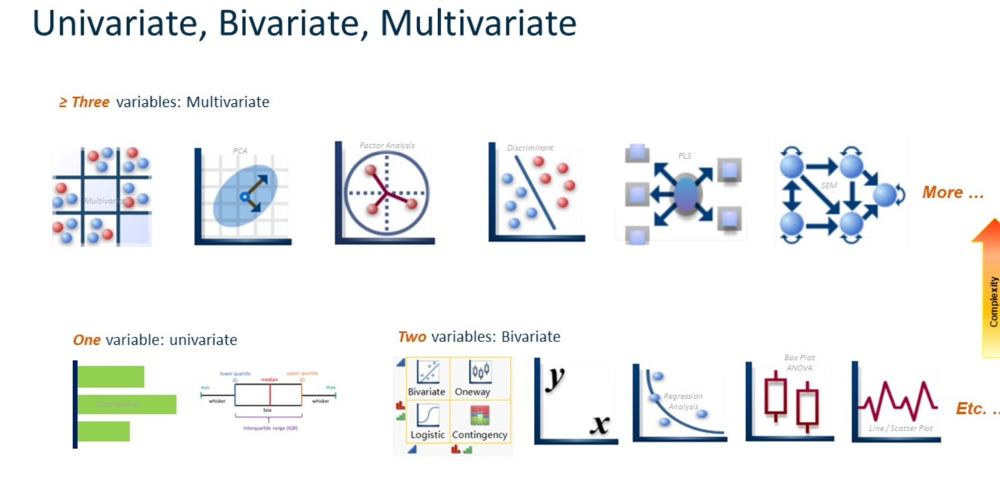 Univariate, Bivariate, Multivariate
≥ Three variables: Multivariate
Multivariate
PCA
Factor Analysis
Discriminant
PLS
SEM
More ...
Complexity
One variable: univariate
Distribution
lower quartile
Q₁
median
upper quartile
Q₃
min
max
whisker
whisker
box
Interquartile range (IQR)
Two variables: Bivariate
Bivariate
Oneway
Logistic
Contingency
y
x
Regression
Analysis
Box Plot
ANOVA
Line / Scatter Plot
Etc. ..